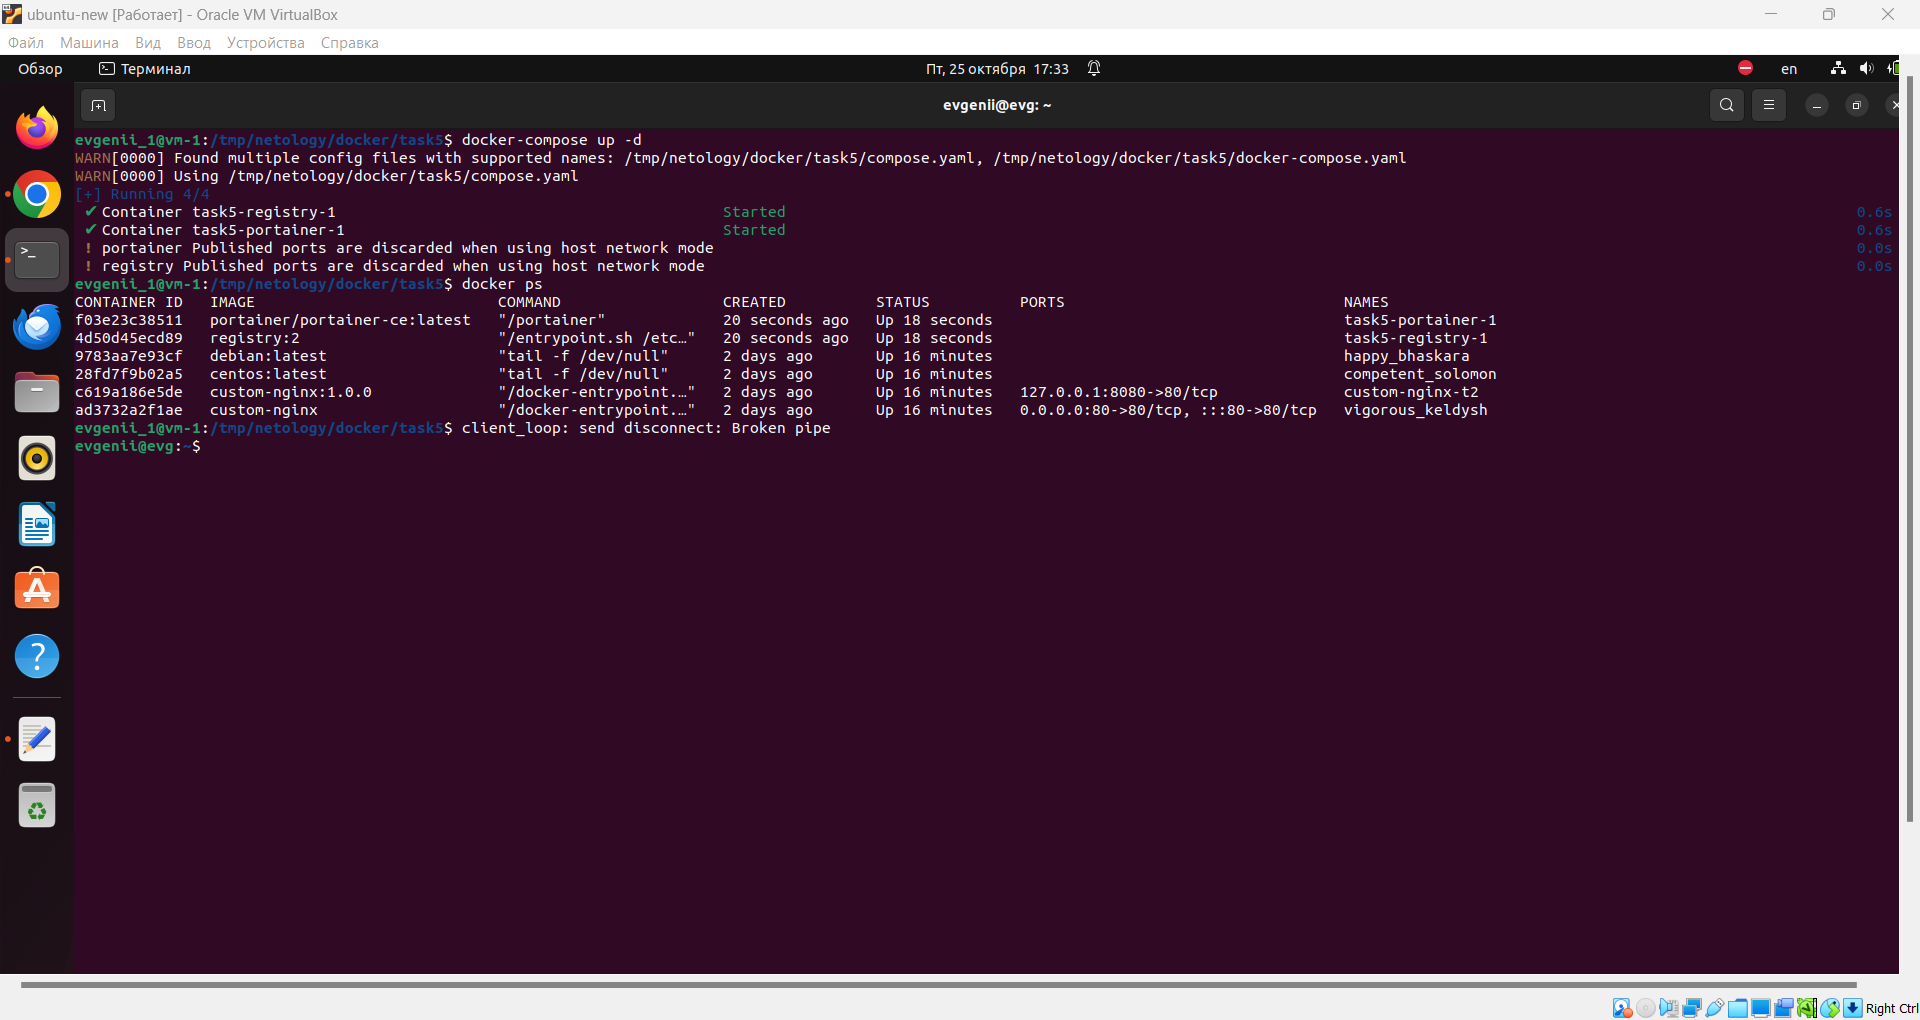 ubuntu-new [Работает] - Oracle VM VirtualBox
Файл Машина Вид Ввод Устройства Справка
Обзор Терминал Пт, 25 октября 17:33 en
evgenii@evg: ~
evgenii_1@vm-1:/tmp/netology/docker/task5$ docker-compose up -d
WARN[0000] Found multiple config files with supported names: /tmp/netology/docker/task5/compose.yaml, /tmp/netology/docker/task5/docker-compose.yaml
WARN[0000] Using /tmp/netology/docker/task5/compose.yaml
[+] Running 4/4
✔ Container task5-registry-1 Started 0.6s
✔ Container task5-portainer-1 Started 0.6s
! portainer Published ports are discarded when using host network mode 0.0s
! registry Published ports are discarded when using host network mode 0.0s
evgenii_1@vm-1:/tmp/netology/docker/task5$ docker ps
CONTAINER ID IMAGE COMMAND CREATED STATUS PORTS NAMES
f03e23c38511 portainer/portainer-ce:latest "/portainer" 20 seconds ago Up 18 seconds task5-portainer-1
4d50d45ecd89 registry:2 "/entrypoint.sh /etc…" 20 seconds ago Up 18 seconds task5-registry-1
9783aa7e93cf debian:latest "tail -f /dev/null" 2 days ago Up 16 minutes happy_bhaskara
28fd7f9b02a5 centos:latest "tail -f /dev/null" 2 days ago Up 16 minutes competent_solomon
c619a186e5de custom-nginx:1.0.0 "/docker-entrypoint.…" 2 days ago Up 16 minutes 127.0.0.1:8080->80/tcp custom-nginx-t2
ad3732a2f1ae custom-nginx "/docker-entrypoint.…" 2 days ago Up 16 minutes 0.0.0.0:80->80/tcp, :::80->80/tcp vigorous_keldysh
evgenii_1@vm-1:/tmp/netology/docker/task5$ client_loop: send disconnect: Broken pipe
evgenii@evg:~$
Right Ctrl